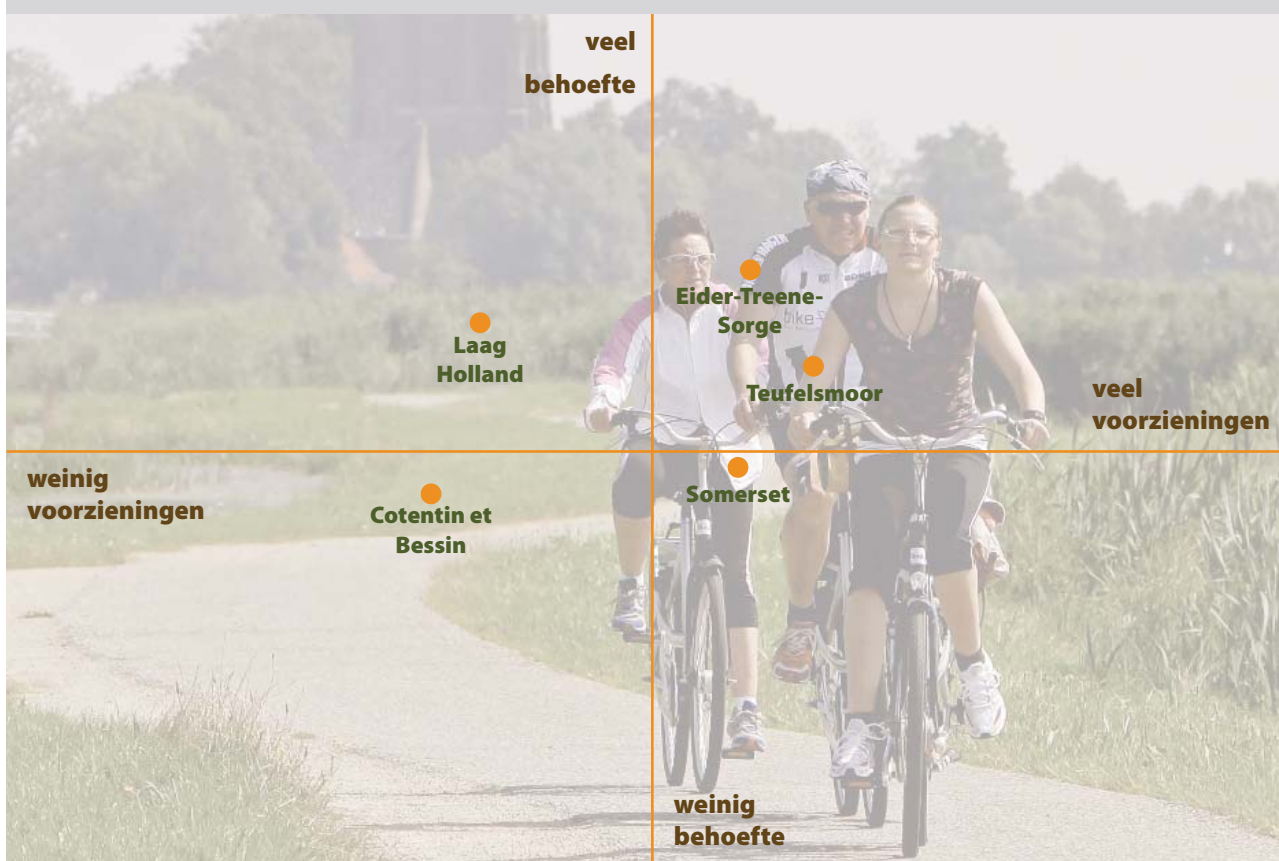 veel
behoefte
Eider-Treene-
Sorge
Laag
Holland
Teufelsmoor
veel
voorzieningen
weinig
voorzieningen
Somerset
Cotentin et
Bessin
weinig
behoefte